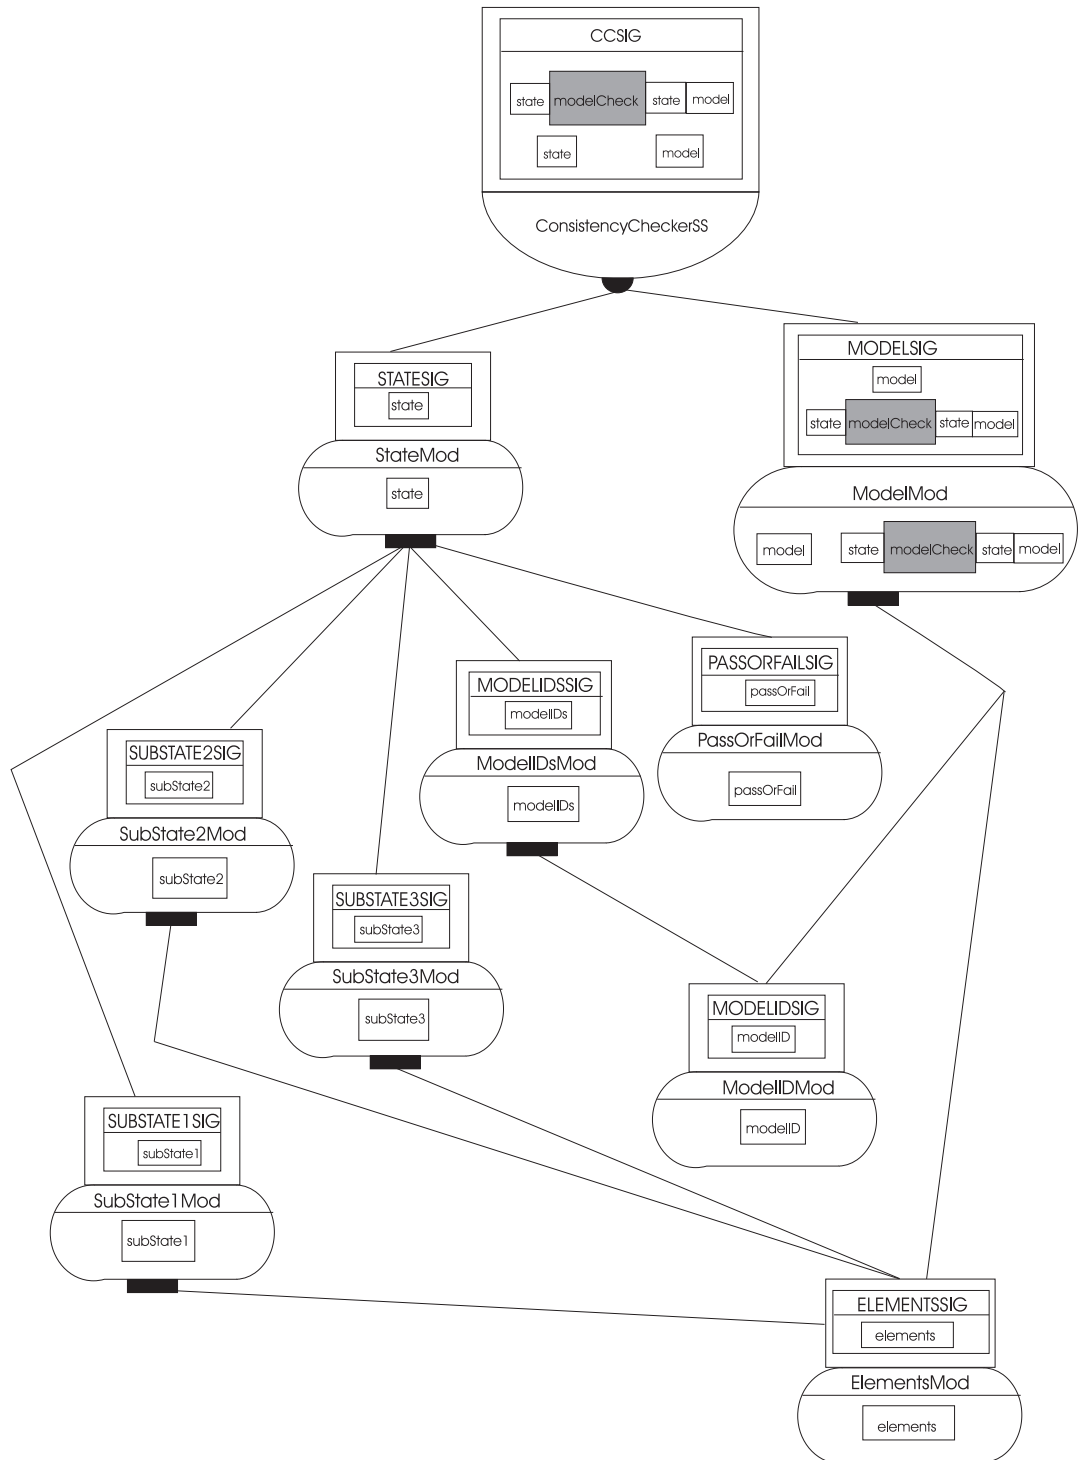 CCSIG
state modelCheck state model
state model
ConsistencyCheckerSS
STATESIG
state
StateMod
state
MODELSIG
model
state modelCheck state model
ModelMod
model state modelCheck state model
MODELIDSSIG
modelIDs
ModelIDsMod
modelIDs
PASSORFAILSIG
passOrFail
PassOrFailMod
passOrFail
SUBSTATE2SIG
subState2
SubState2Mod
subState2
SUBSTATE3SIG
subState3
SubState3Mod
subState3
MODELIDSIG
modelID
ModelIDMod
modelID
SUBSTATE1SIG
subState1
SubState1Mod
subState1
ELEMENTSSIG
elements
ElementsMod
elements